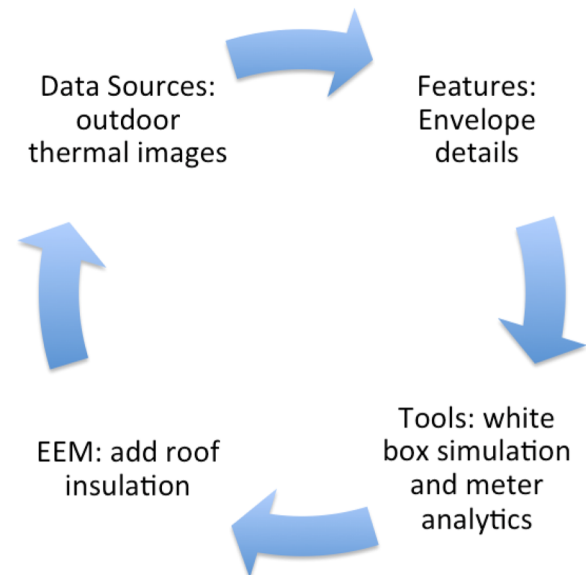 Data Sources:
outdoor
thermal images
Features:
Envelope
details
Tools: white
box simulation
and meter
analytics
EEM: add roof
insulation